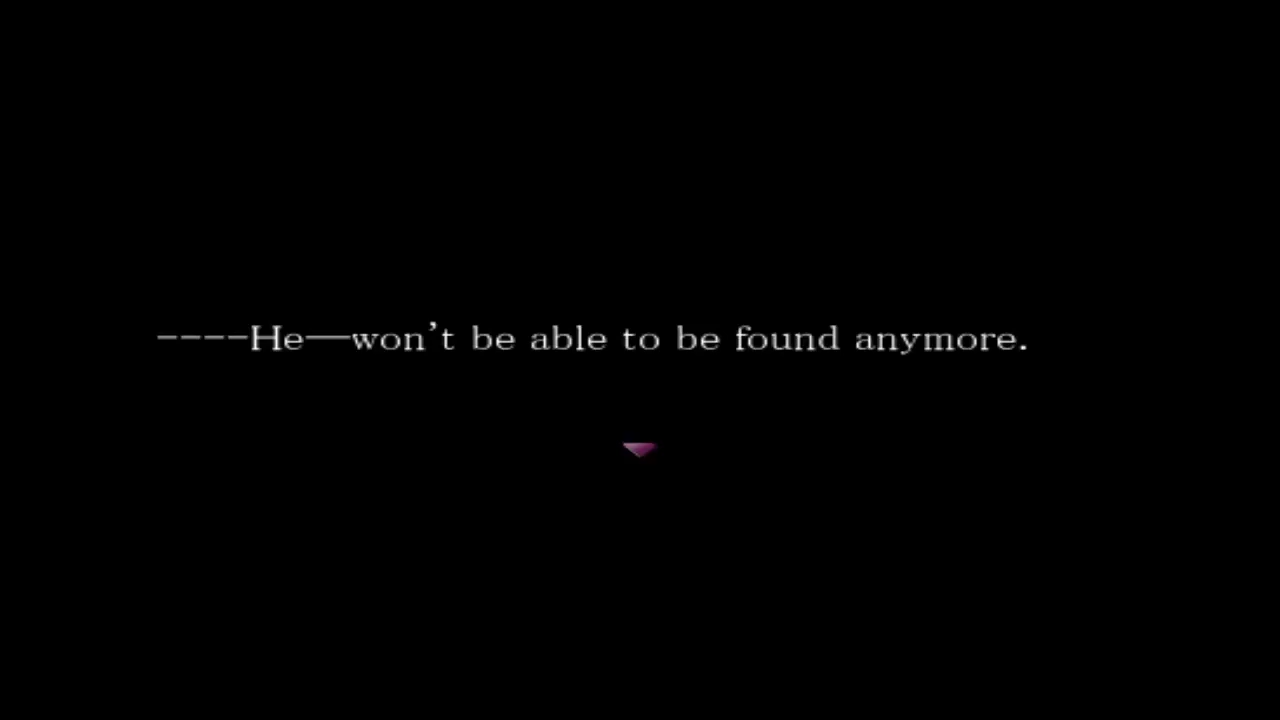 ----He──won't be able to be found anymore.